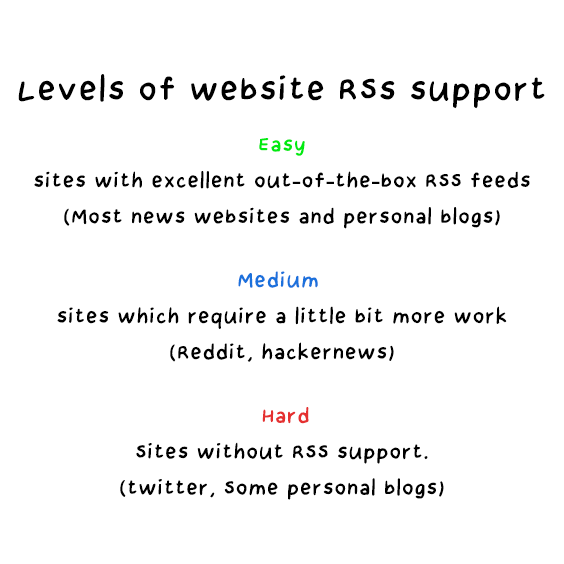 Levels of website RSS support
Easy
sites with excellent out-of-the-box RSS feeds
(Most news websites and personal blogs)
Medium
sites which require a little bit more work
(Reddit, hackernews)
Hard
Sites without RSS support.
(twitter, Some personal blogs)